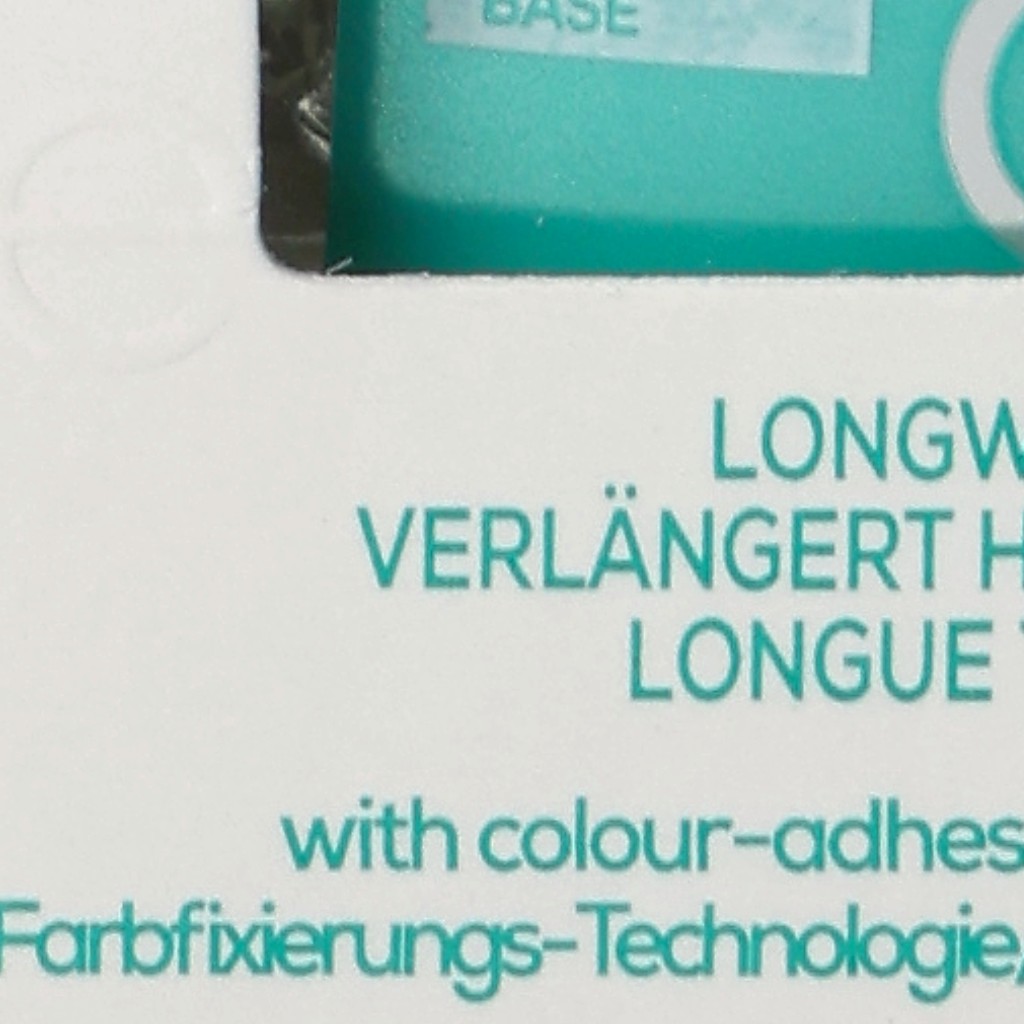 BASE
LONGW
VERLÄNGERT H
LONGUE
with colour-adhes
Farbfixierungs-Technologie,